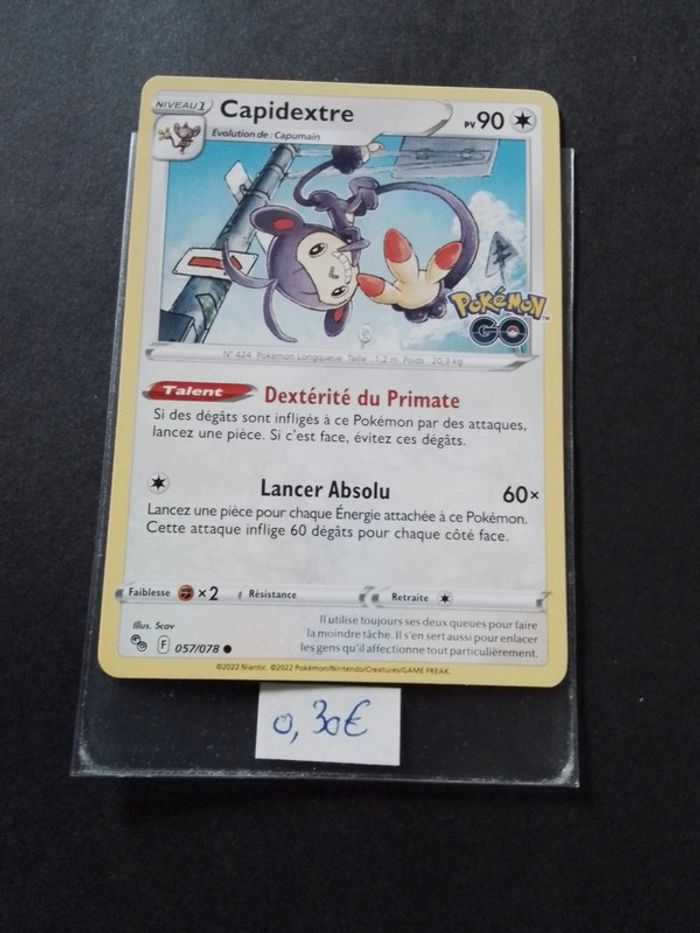 NIVEAU 1
Capidextre
PV 90
Évolution de : Capumain
POKÉMON
GO
N° 424 Pokémon Longqueue Taille : 1,2 m Poids : 20,3 kg
Talent Dextérité du Primate
Si des dégâts sont infligés à ce Pokémon par des attaques,
lancez une pièce. Si c'est face, évitez ces dégâts.
Lancer Absolu 60×
Lancez une pièce pour chaque Énergie attachée à ce Pokémon.
Cette attaque inflige 60 dégâts pour chaque côté face.
Faiblesse ×2 Résistance Retraite
Il utilise toujours ses deux queues pour faire
la moindre tâche. Il s'en sert aussi pour enlacer
les gens qu'il affectionne tout particulièrement.
Illus. Scav
F 057/078
©2022 Niantic. ©2022 Pokémon/Nintendo/Creatures/GAME FREAK.
0,30€